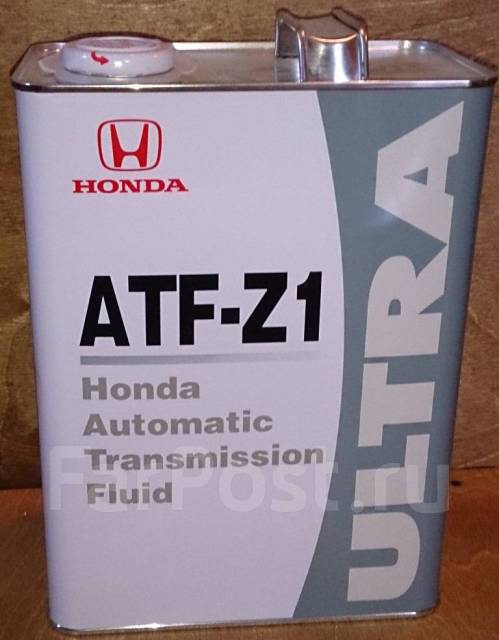 HONDA
ATF-Z1
Honda
Automatic
Transmission
Fluid
ULTRA
FarPost.ru